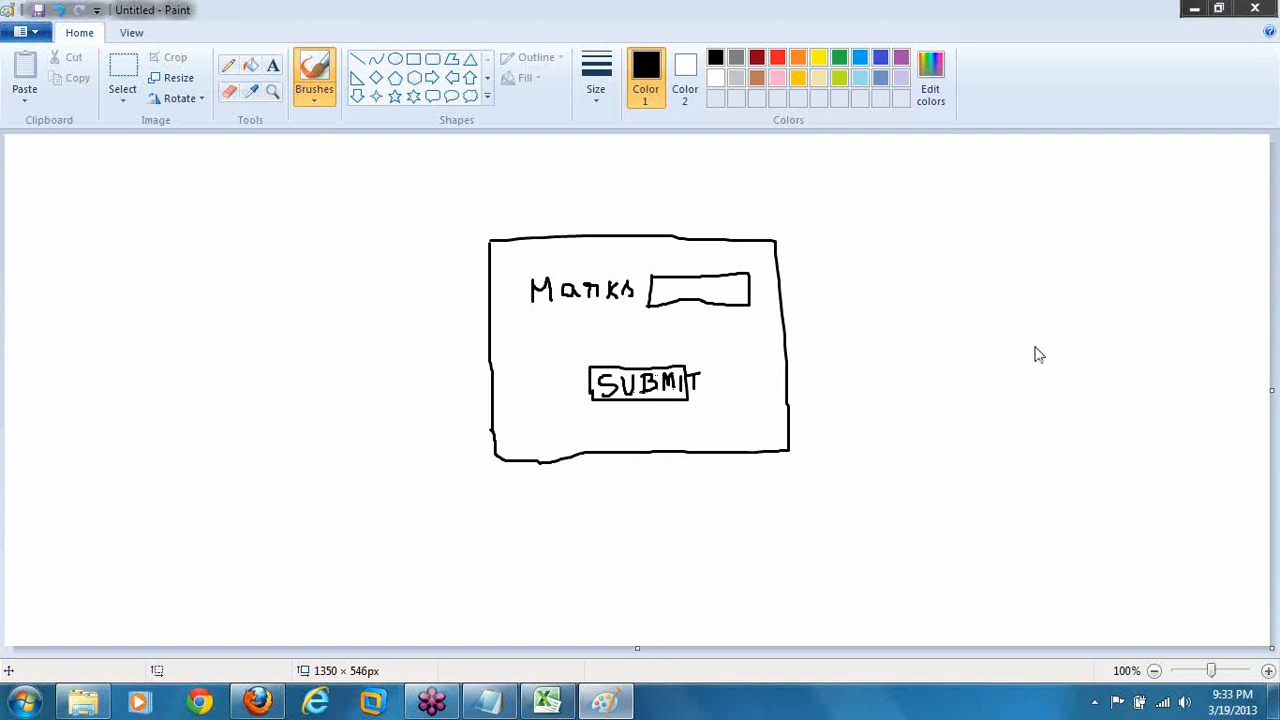 Untitled - Paint
Home View
Paste
Cut
Copy
Clipboard
Select
Crop
Resize
Rotate
Image
Tools
Brushes
Outline
Fill
Shapes
Size
Color 1
Color 2
Edit colors
Colors
Marks
SUBMIT
1350 × 546px
100%
9:33 PM
3/19/2013